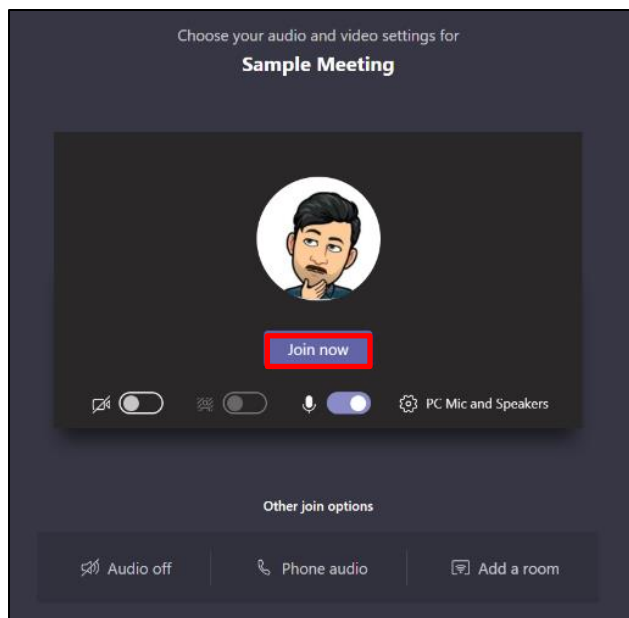 Choose your audio and video settings for
Sample Meeting
Join now
PC Mic and Speakers
Other join options
Audio off
Phone audio
Add a room